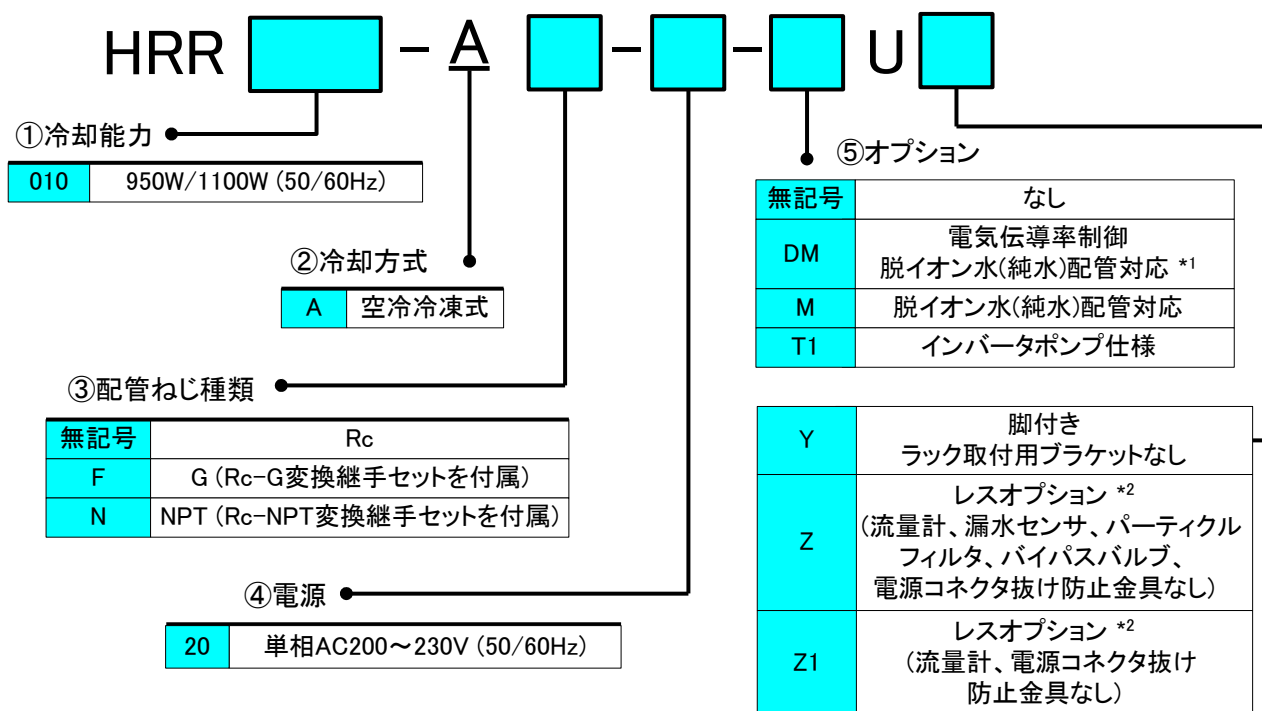 HRR - A - - U
①冷却能力
010 950W/1100W (50/60Hz)
②冷却方式
A 空冷冷凍式
③配管ねじ種類
無記号 Rc
F G (Rc-G変換継手セットを付属)
N NPT (Rc-NPT変換継手セットを付属)
④電源
20 単相AC200～230V (50/60Hz)
⑤オプション
無記号 なし
DM 電気伝導率制御
脱イオン水(純水)配管対応 *1
M 脱イオン水(純水)配管対応
T1 インバータポンプ仕様
Y 脚付き
ラック取付用ブラケットなし
Z レスオプション *2
(流量計、漏水センサ、パーティクル
フィルタ、バイパスバルブ、
電源コネクタ抜け防止金具なし)
Z1 レスオプション *2
(流量計、電源コネクタ抜け
防止金具なし)